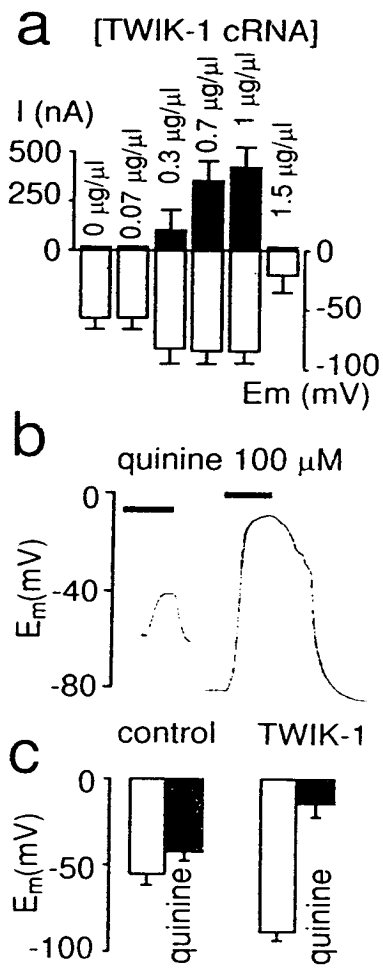 a [TWIK-1 cRNA]
I (nA)
500
250
0
0 µg/µl
0.07 µg/µl
0.3 µg/µl
0.7 µg/µl
1 µg/µl
1.5 µg/µl
0
-50
-100
Em (mV)
b
quinine 100 µM
0
-40
-80
Em(mV)
control TWIK-1
c
0
-50
-100
Em(mV)
quinine
quinine